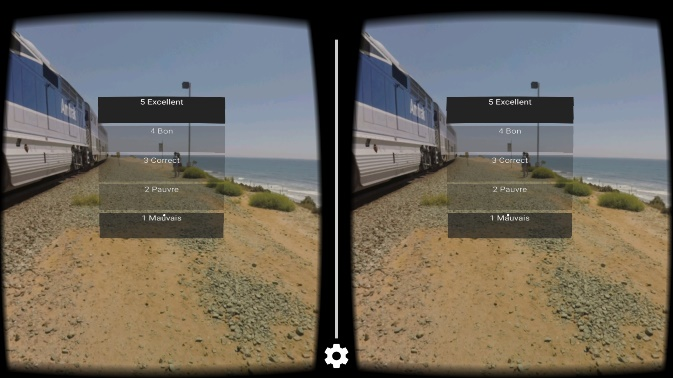 5 Excellent
4 Bon
3 Correct
2 Pauvre
1 Mauvais
5 Excellent
4 Bon
3 Correct
2 Pauvre
1 Mauvais